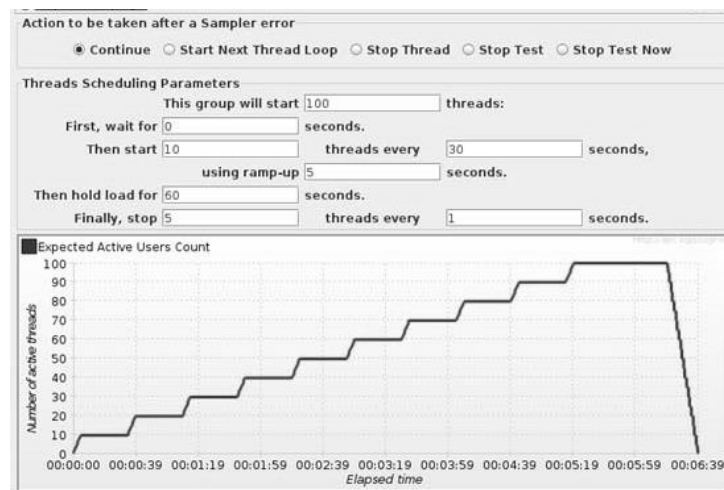 Action to be taken after a Sampler error
Continue Start Next Thread Loop Stop Thread Stop Test Stop Test Now
Threads Scheduling Parameters
This group will start 100 threads:
First, wait for 0 seconds.
Then start 10 threads every 30 seconds,
using ramp-up 5 seconds.
Then hold load for 60 seconds.
Finally, stop 5 threads every 1 seconds.
Expected Active Users Count
100
90
80
70
60
50
40
30
20
10
0
Number of active threads
00:00:00 00:00:39 00:01:19 00:01:59 00:02:39 00:03:19 00:03:59 00:04:39 00:05:19 00:05:59 00:06:39
Elapsed time